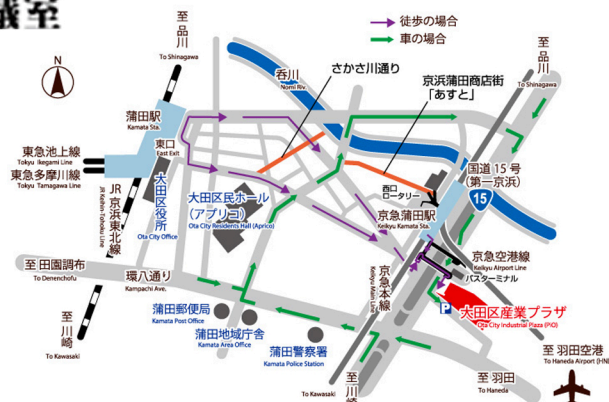 議室
徒歩の場合
車の場合
至品川
To Shinagawa
N
呑川
Nomi Riv.
さかさ川通り
京浜蒲田商店街
「あすと」
至品川
To Shinagawa
蒲田駅
Kamata Sta.
東口
East Exit
東急池上線
Tokyu Ikegami Line
東急多摩川線
Tokyu Tamagawa Line
JR京浜東北線
JR Keihin-Tohoku Line
大田区役所
Ota City Office
大田区民ホール
（アプリコ）
Ota City Residents Hall (Aprico)
西口
ロータリー
国道15号
（第一京浜）
15
京急蒲田駅
Keikyu Kamata Sta.
京急空港線
Keikyu Airport Line
バスターミナル
京急本線
Keikyu Main Line
至 田園調布
To Denenchofu
環八通り
Kampachi Ave.
蒲田郵便局
Kamata Post Office
蒲田地域庁舎
Kamata Area Office
蒲田警察署
Kamata Police Station
P
大田区産業プラザ
Ota City Industrial Plaza (PiO)
至川崎
To Kawasaki
To Kawasaki
至川崎
至 羽田
To Haneda
至 羽田空港
To Haneda Airport (HN